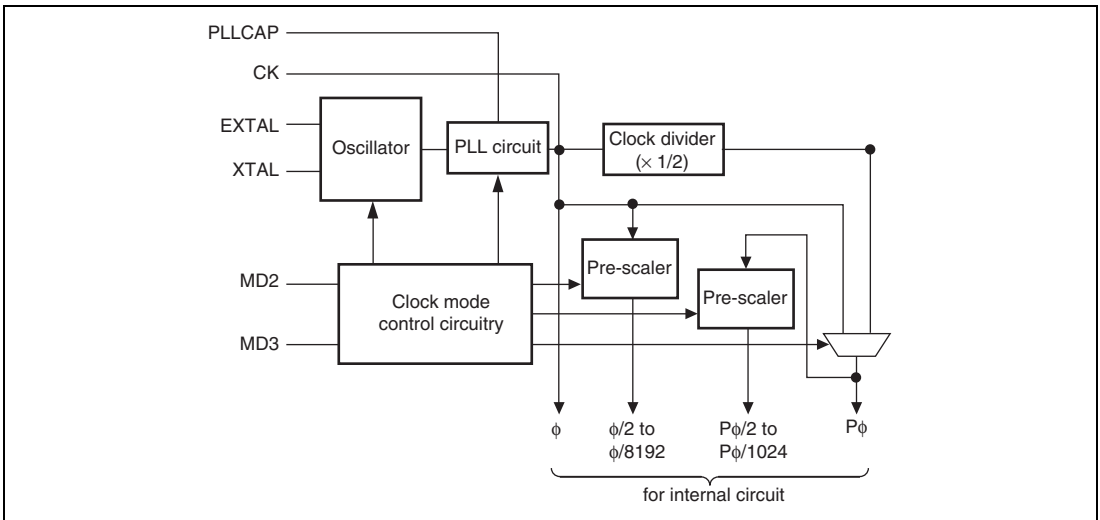 PLLCAP
CK
EXTAL
XTAL
Oscillator
PLL circuit
Clock divider
(× 1/2)
MD2
MD3
Clock mode
control circuitry
Pre-scaler
Pre-scaler
ϕ
ϕ/2 to
ϕ/8192
Pϕ/2 to
Pϕ/1024
Pϕ
for internal circuit